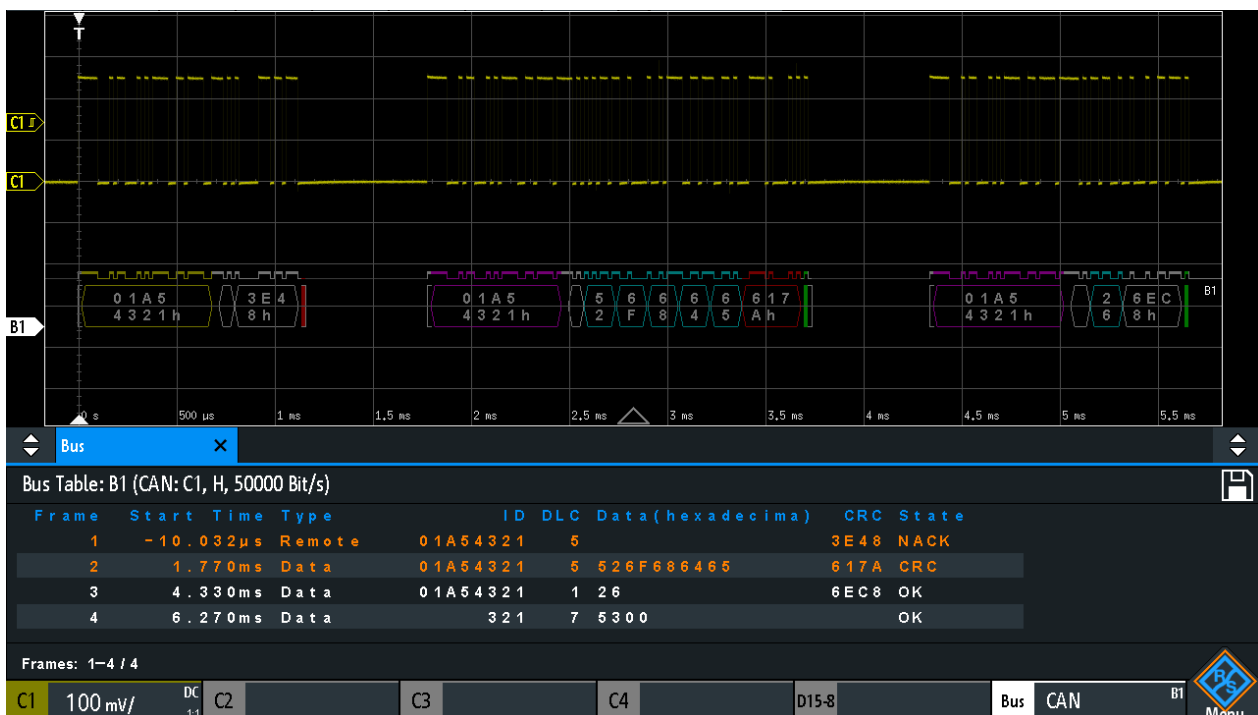 T
C1
C1
0 1 A 5
4 3 2 1 h
3 E 4
8 h
0 1 A 5
4 3 2 1 h
5 6 6 6 6 6 1 7
2 F 8 4 5 A h
0 1 A 5
4 3 2 1 h
2 6 E C
6 8 h
B1
B1
0 s 500 µs 1 ms 1.5 ms 2 ms 2.5 ms 3 ms 3.5 ms 4 ms 4.5 ms 5 ms 5.5 ms
Bus ×
Bus Table: B1 (CAN: C1, H, 50000 Bit/s)
Frame Start Time Type ID DLC Data(hexadecima) CRC State
1 -10.032µs Remote 01A54321 5 3E48 NACK
2 1.770ms Data 01A54321 5 526F686465 617A CRC
3 4.330ms Data 01A54321 1 26 6EC8 OK
4 6.270ms Data 321 7 5300 OK
Frames: 1–4 / 4
C1 100 mV/ DC 1:1 C2 C3 C4 D15-8 Bus CAN B1
R&S
Menu